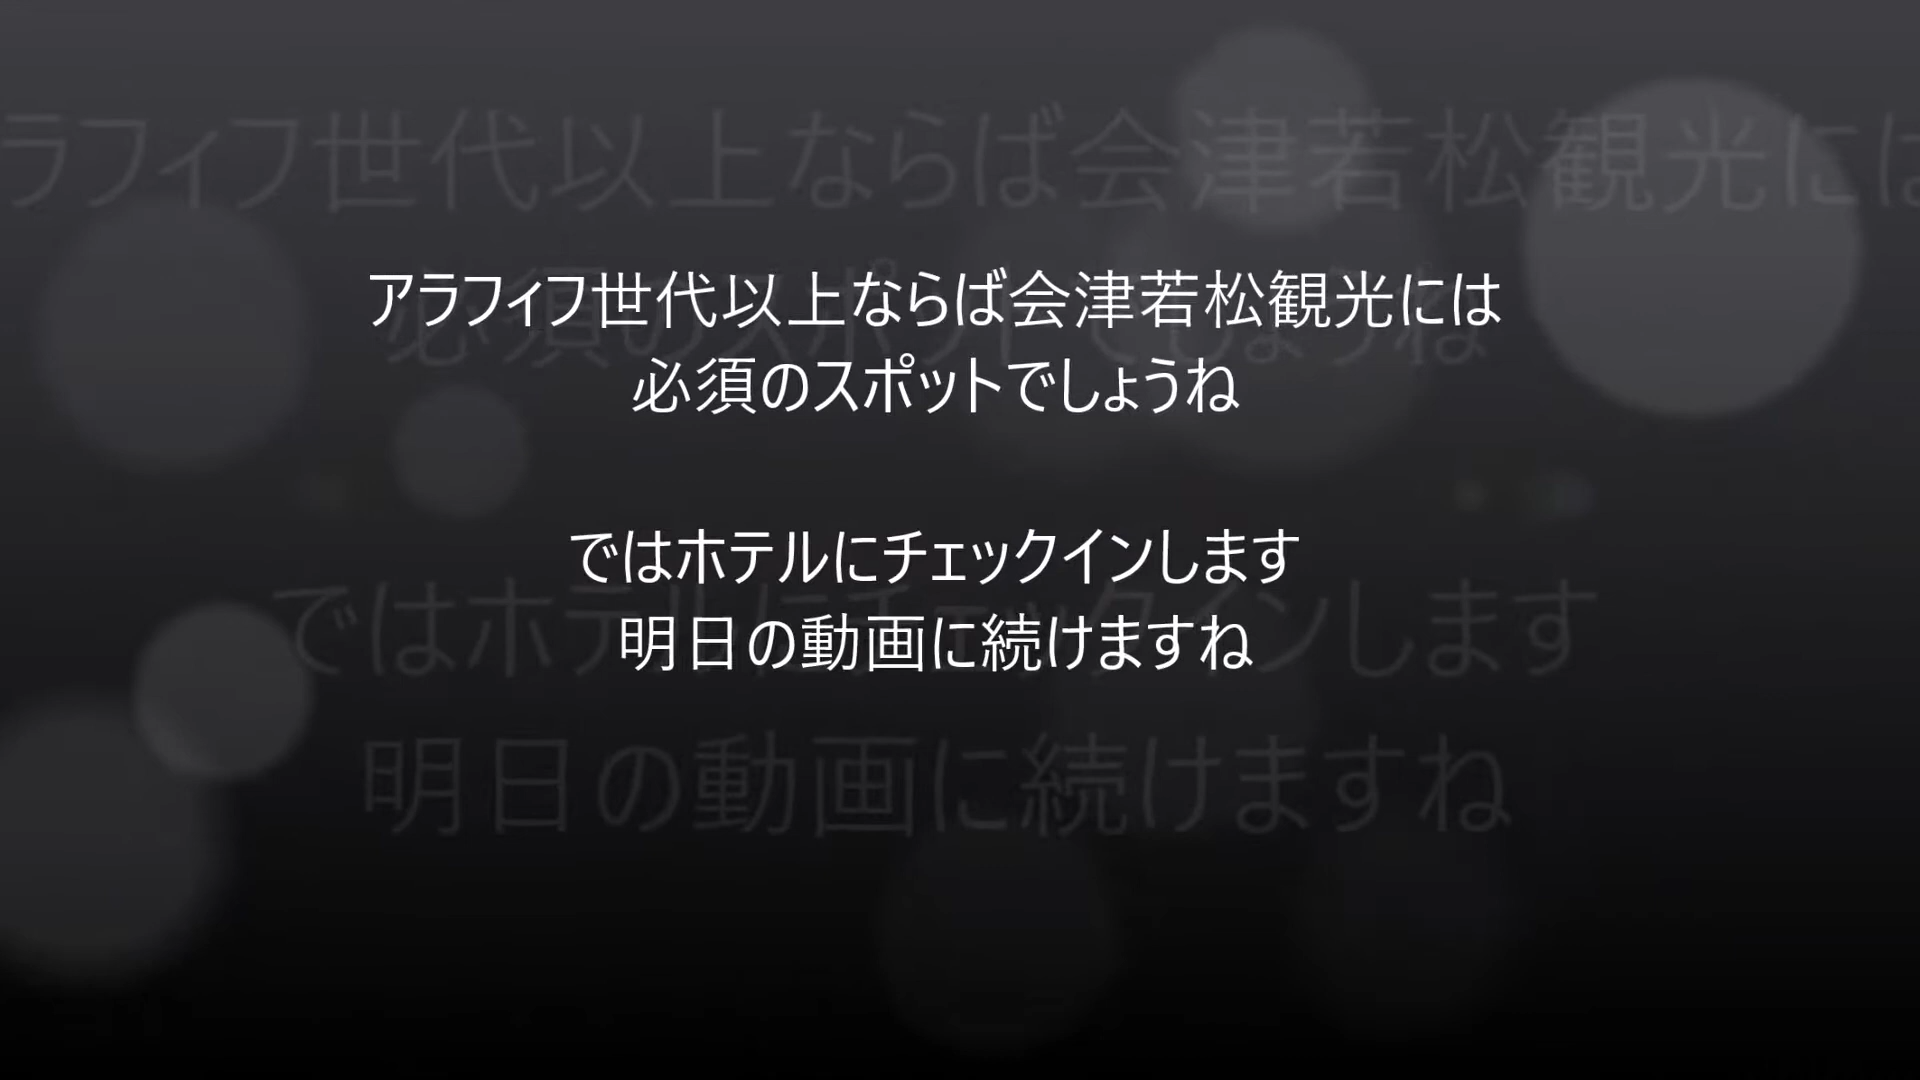 アラフィフ世代以上ならば会津若松観光には
必須のスポットでしょうね
ではホテルにチェックインします
明日の動画に続けますね